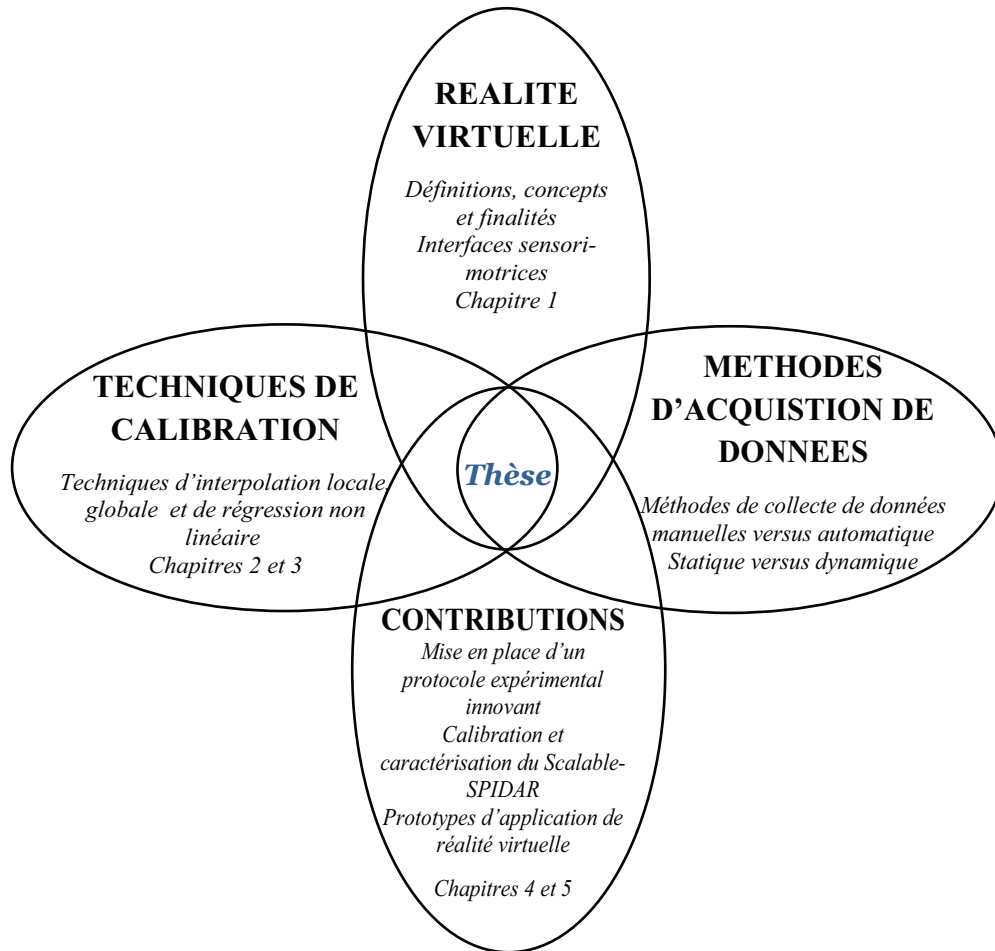 REALITE
VIRTUELLE
Définitions, concepts
et finalités
Interfaces sensori-
motrices
Chapitre 1
TECHNIQUES DE
CALIBRATION
Techniques d'interpolation locale,
globale et de régression non
linéaire
Chapitres 2 et 3
Thèse
METHODES
D'ACQUISTION DE
DONNEES
Méthodes de collecte de données
manuelles versus automatique
Statique versus dynamique
CONTRIBUTIONS
Mise en place d'un
protocole expérimental
innovant
Calibration et
caractérisation du Scalable-
SPIDAR
Prototypes d'application de
réalité virtuelle
Chapitres 4 et 5